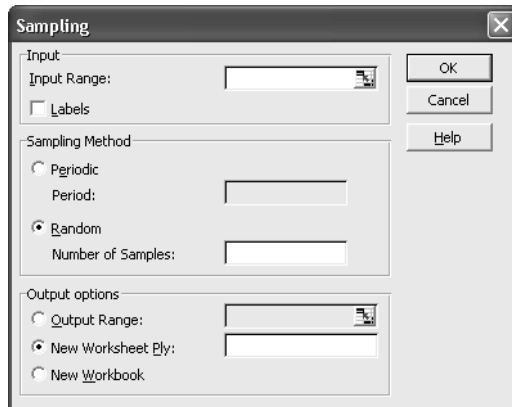 Sampling
Input
Input Range:
Labels
OK
Cancel
Help
Sampling Method
Periodic
Period:
Random
Number of Samples:
Output options
Output Range:
New Worksheet Ply:
New Workbook